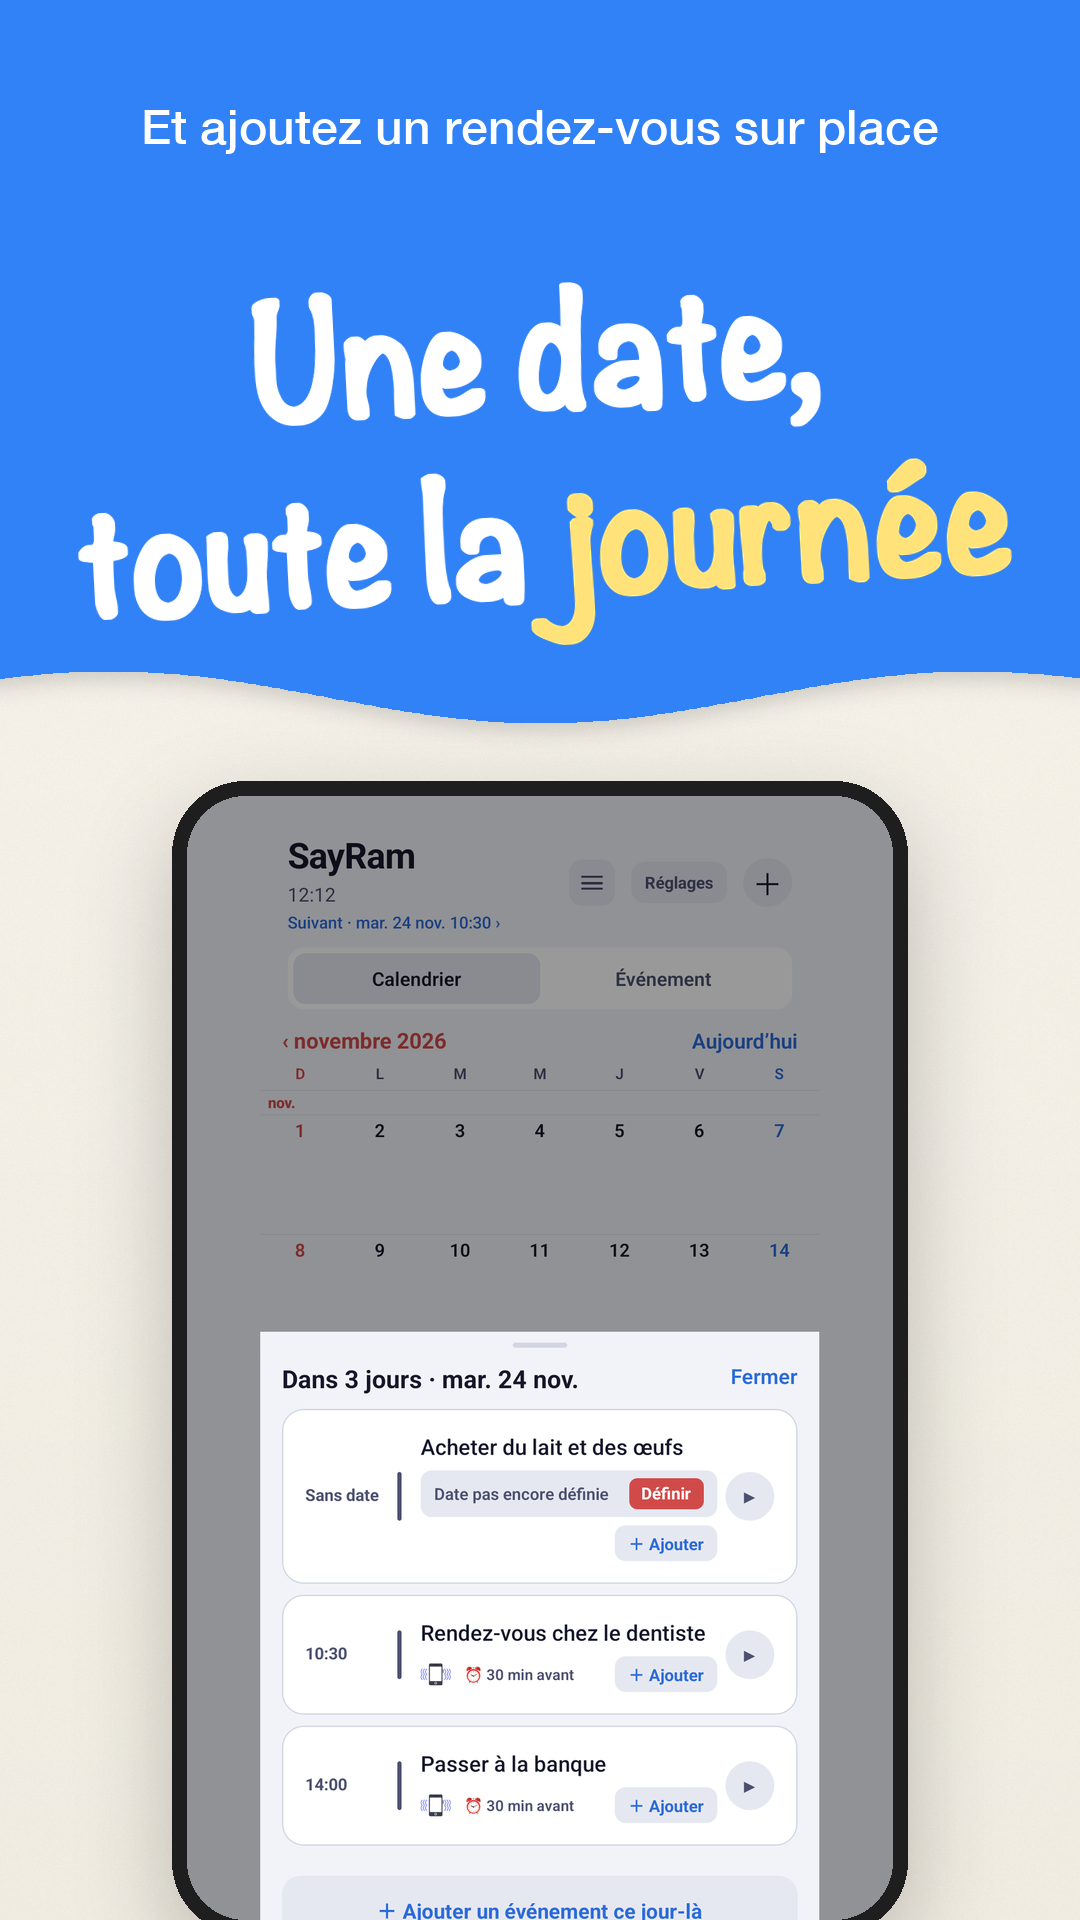 Et ajoutez un rendez-vous sur place
Une date,
toute la journée
SayRam
12:12
Suivant · mar. 24 nov. 10:30 ›
Réglages
Calendrier
Événement
‹ novembre 2026
Aujourd’hui
D L M M J V S
nov.
1 2 3 4 5 6 7
8 9 10 11 12 13 14
Dans 3 jours · mar. 24 nov.
Fermer
Acheter du lait et des œufs
Sans date
Date pas encore définie
Définir
+ Ajouter
Rendez-vous chez le dentiste
10:30
30 min avant
+ Ajouter
Passer à la banque
14:00
30 min avant
+ Ajouter
+ Ajouter un événement ce jour-là